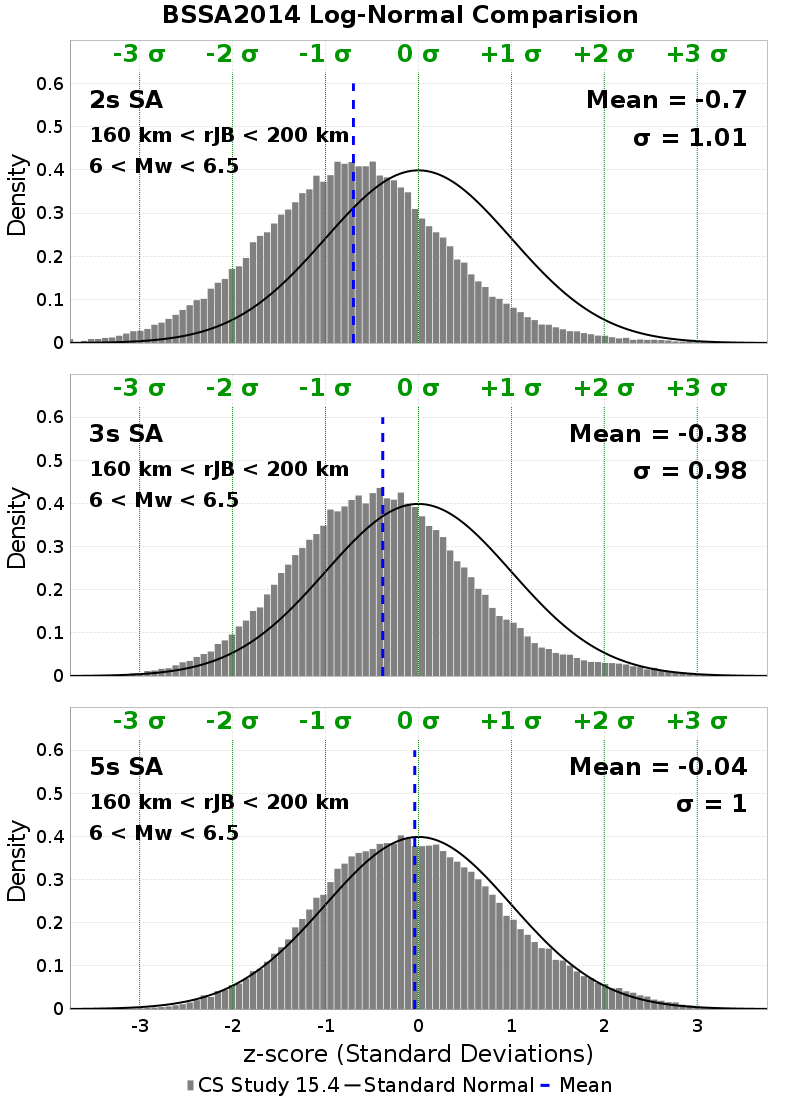 BSSA2014 Log-Normal Comparision
-3 σ -2 σ -1 σ 0 σ +1 σ +2 σ +3 σ
0.6
2s SA Mean = -0.7
0.5
160 km < rJB < 200 km σ = 1.01
0.4
6 < Mw < 6.5
0.3
0.2
0.1
0
Density
-3 σ -2 σ -1 σ 0 σ +1 σ +2 σ +3 σ
0.6
3s SA Mean = -0.38
0.5
160 km < rJB < 200 km σ = 0.98
0.4
6 < Mw < 6.5
0.3
0.2
0.1
0
Density
-3 σ -2 σ -1 σ 0 σ +1 σ +2 σ +3 σ
0.6
5s SA Mean = -0.04
0.5
160 km < rJB < 200 km σ = 1
0.4
6 < Mw < 6.5
0.3
0.2
0.1
0
Density
-3 -2 -1 0 1 2 3
z-score (Standard Deviations)
CS Study 15.4 Standard Normal Mean